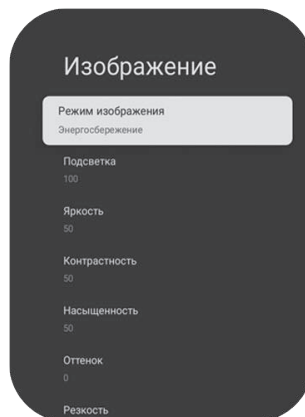 Изображение
Режим изображения
Энергосбережение
Подсветка
100
Яркость
50
Контрастность
50
Насыщенность
50
Оттенок
0
Резкость